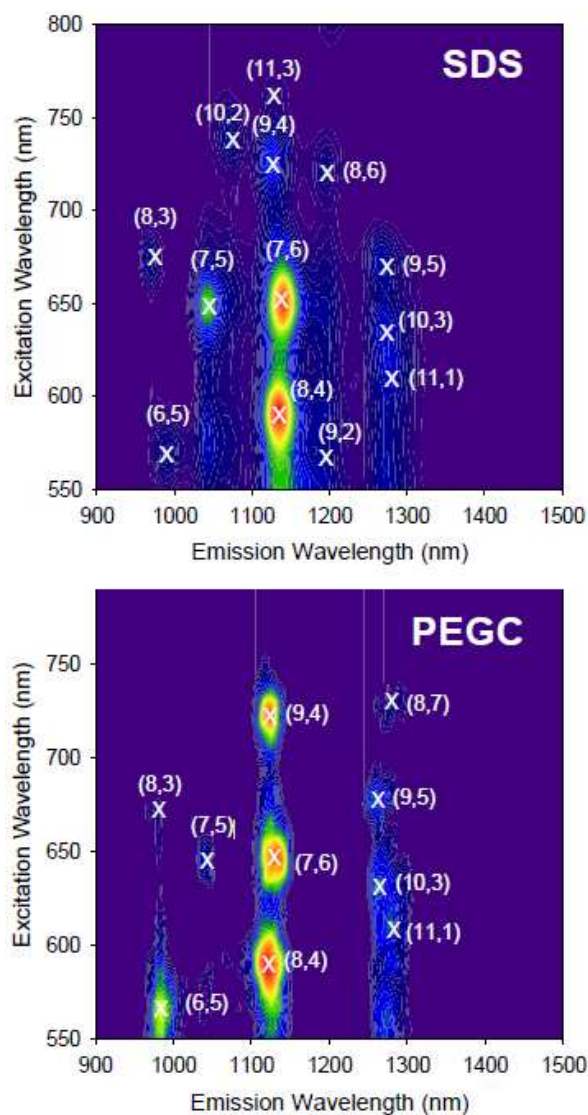 800
SDS
(11,3)
X
750
(10,2) (9,4)
X
X
X (8,6)
700
(8,3)
X
(7,5)
(7,6)
X (9,5)
650
X
X
X (10,3)
600
X (11,1)
(8,4)
X
(6,5)
X
(9,2)
X
550
900 1000 1100 1200 1300 1400 1500
Excitation Wavelength (nm)
Emission Wavelength (nm)
PEGC
750
X (8,7)
X (9,4)
700
(8,3)
X
X (9,5)
(7,5)
650
X
X (7,6)
X (10,3)
600
X (11,1)
X (8,4)
X (6,5)
550
900 1000 1100 1200 1300 1400 1500
Excitation Wavelength (nm)
Emission Wavelength (nm)